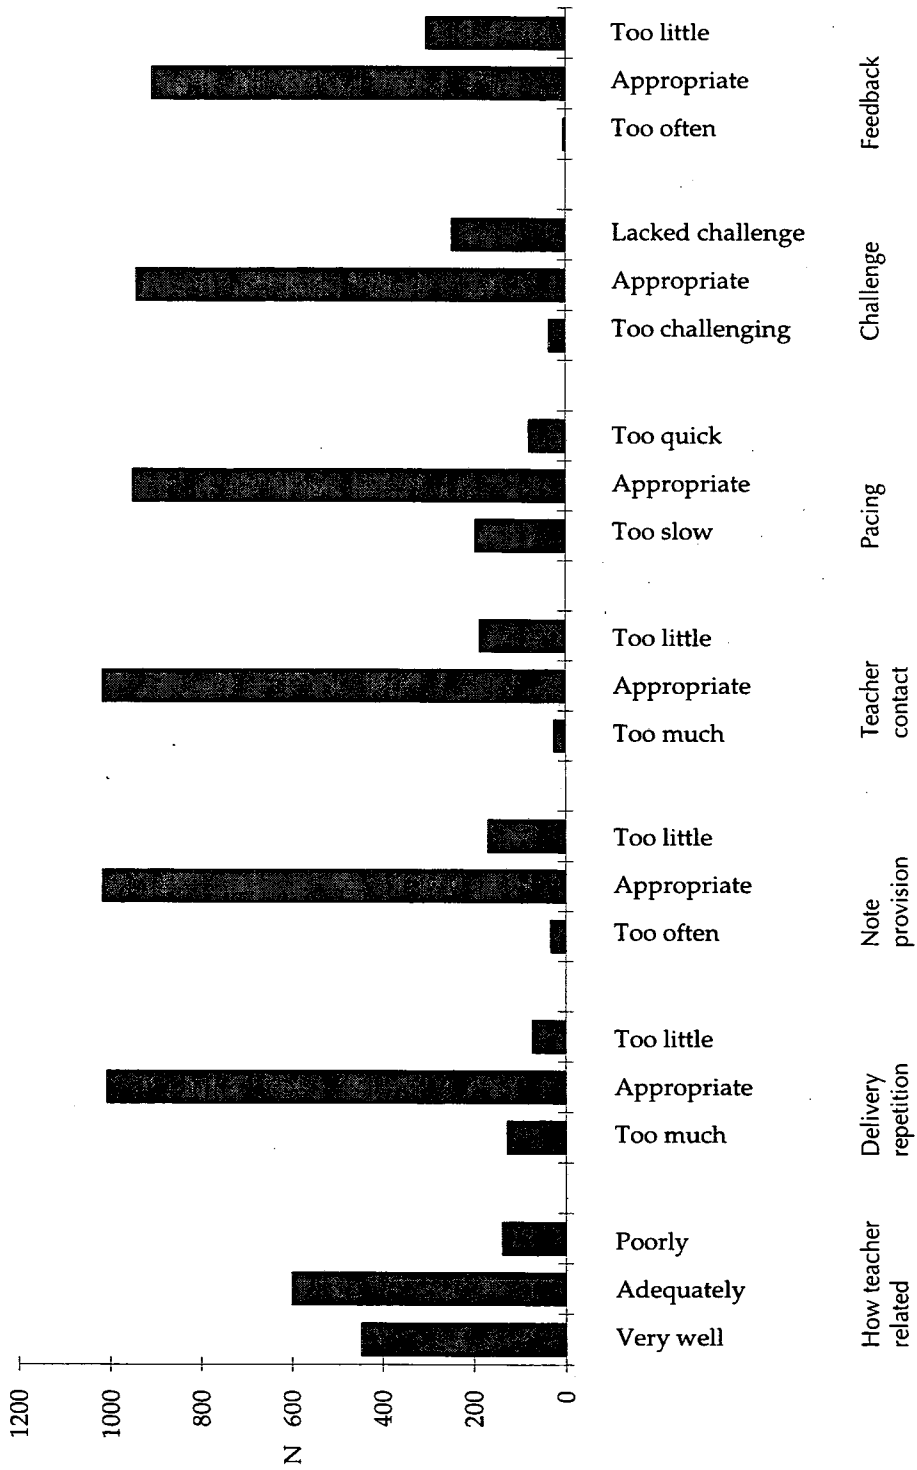 Too little
Appropriate
Too often
Feedback
Lacked challenge
Appropriate
Too challenging
Challenge
Too quick
Appropriate
Too slow
Pacing
Too little
Appropriate
Too much
Teacher
contact
Too little
Appropriate
Too often
Note
provision
Too little
Appropriate
Too much
Delivery
repetition
Poorly
Adequately
Very well
How teacher
related
1200
1000
800
600
400
200
0
N